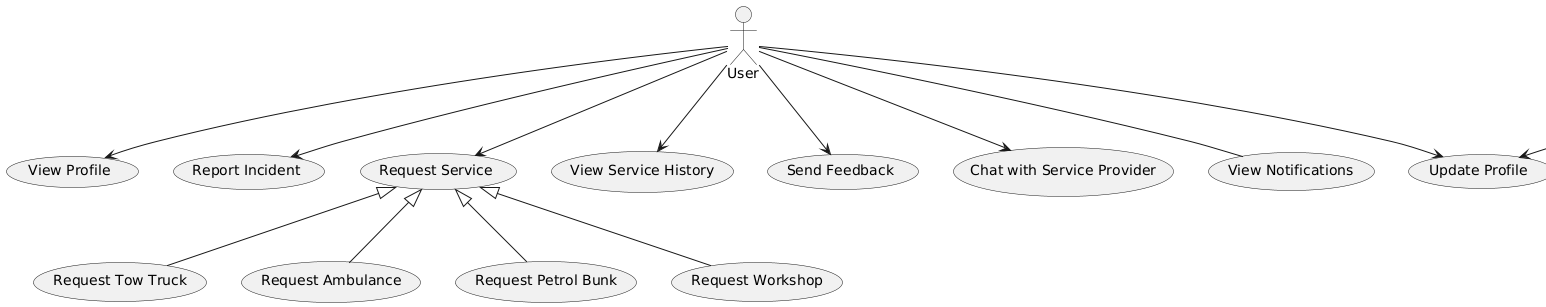 User
View Profile
Report Incident
Request Service
View Service History
Send Feedback
Chat with Service Provider
View Notifications
Update Profile
Request Tow Truck
Request Ambulance
Request Petrol Bunk
Request Workshop